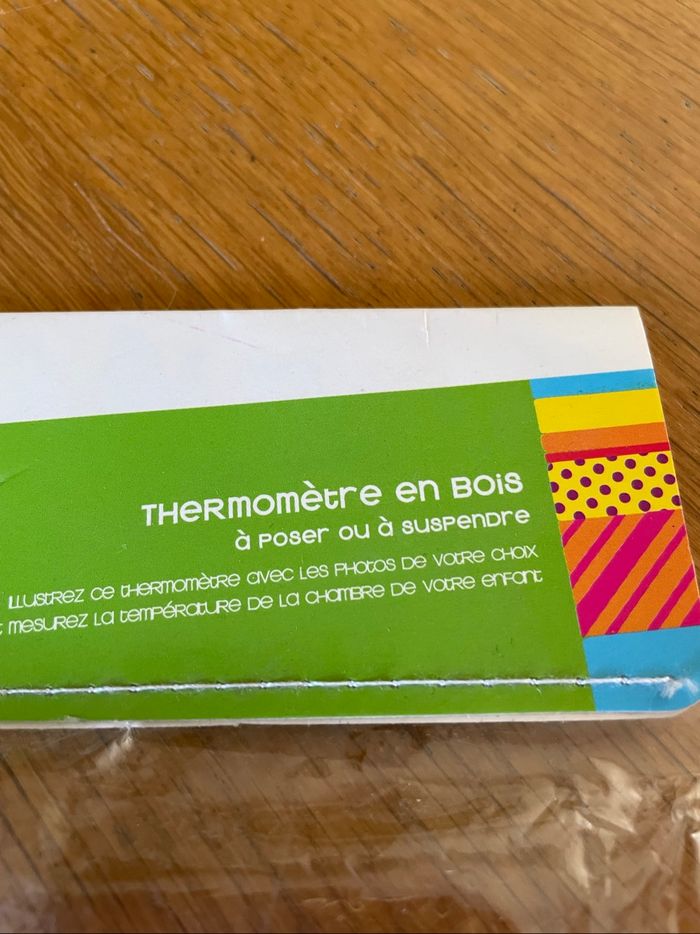 THERMOMÈTRE EN BOIS
à POSER OU à SUSPENDRE
ILLUSTREZ CE THERMOMÈTRE AVEC LES PHOTOS DE VOTRE CHOIX
MESUREZ LA TEMPÉRATURE DE LA CHAMBRE DE VOTRE ENFANT